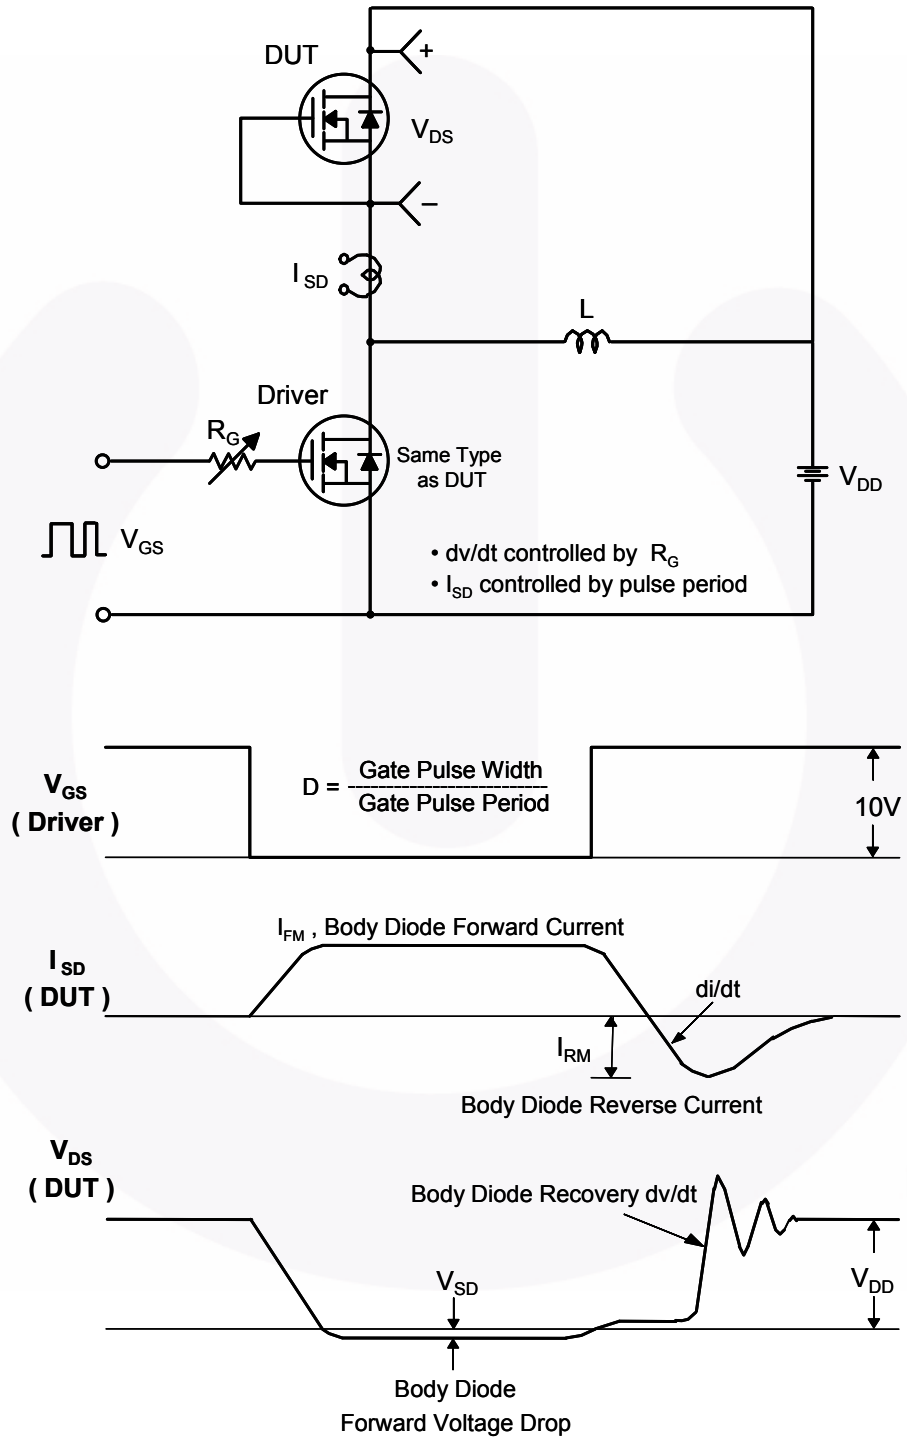 DUT
+
VDS
−
I SD
L
Driver
RG
Same Type
as DUT
VDD
VGS
• dv/dt controlled by RG
• ISD controlled by pulse period
VGS
( Driver )
D = Gate Pulse Width
Gate Pulse Period
10V
IFM , Body Diode Forward Current
I SD
( DUT )
di/dt
IRM
Body Diode Reverse Current
VDS
( DUT )
Body Diode Recovery dv/dt
VSD
VDD
Body Diode
Forward Voltage Drop